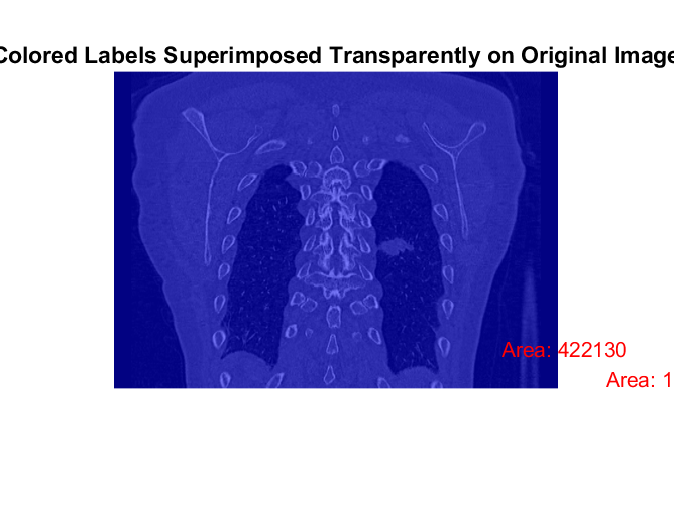 Colored Labels Superimposed Transparently on Original Image
Area: 422130
Area: 1